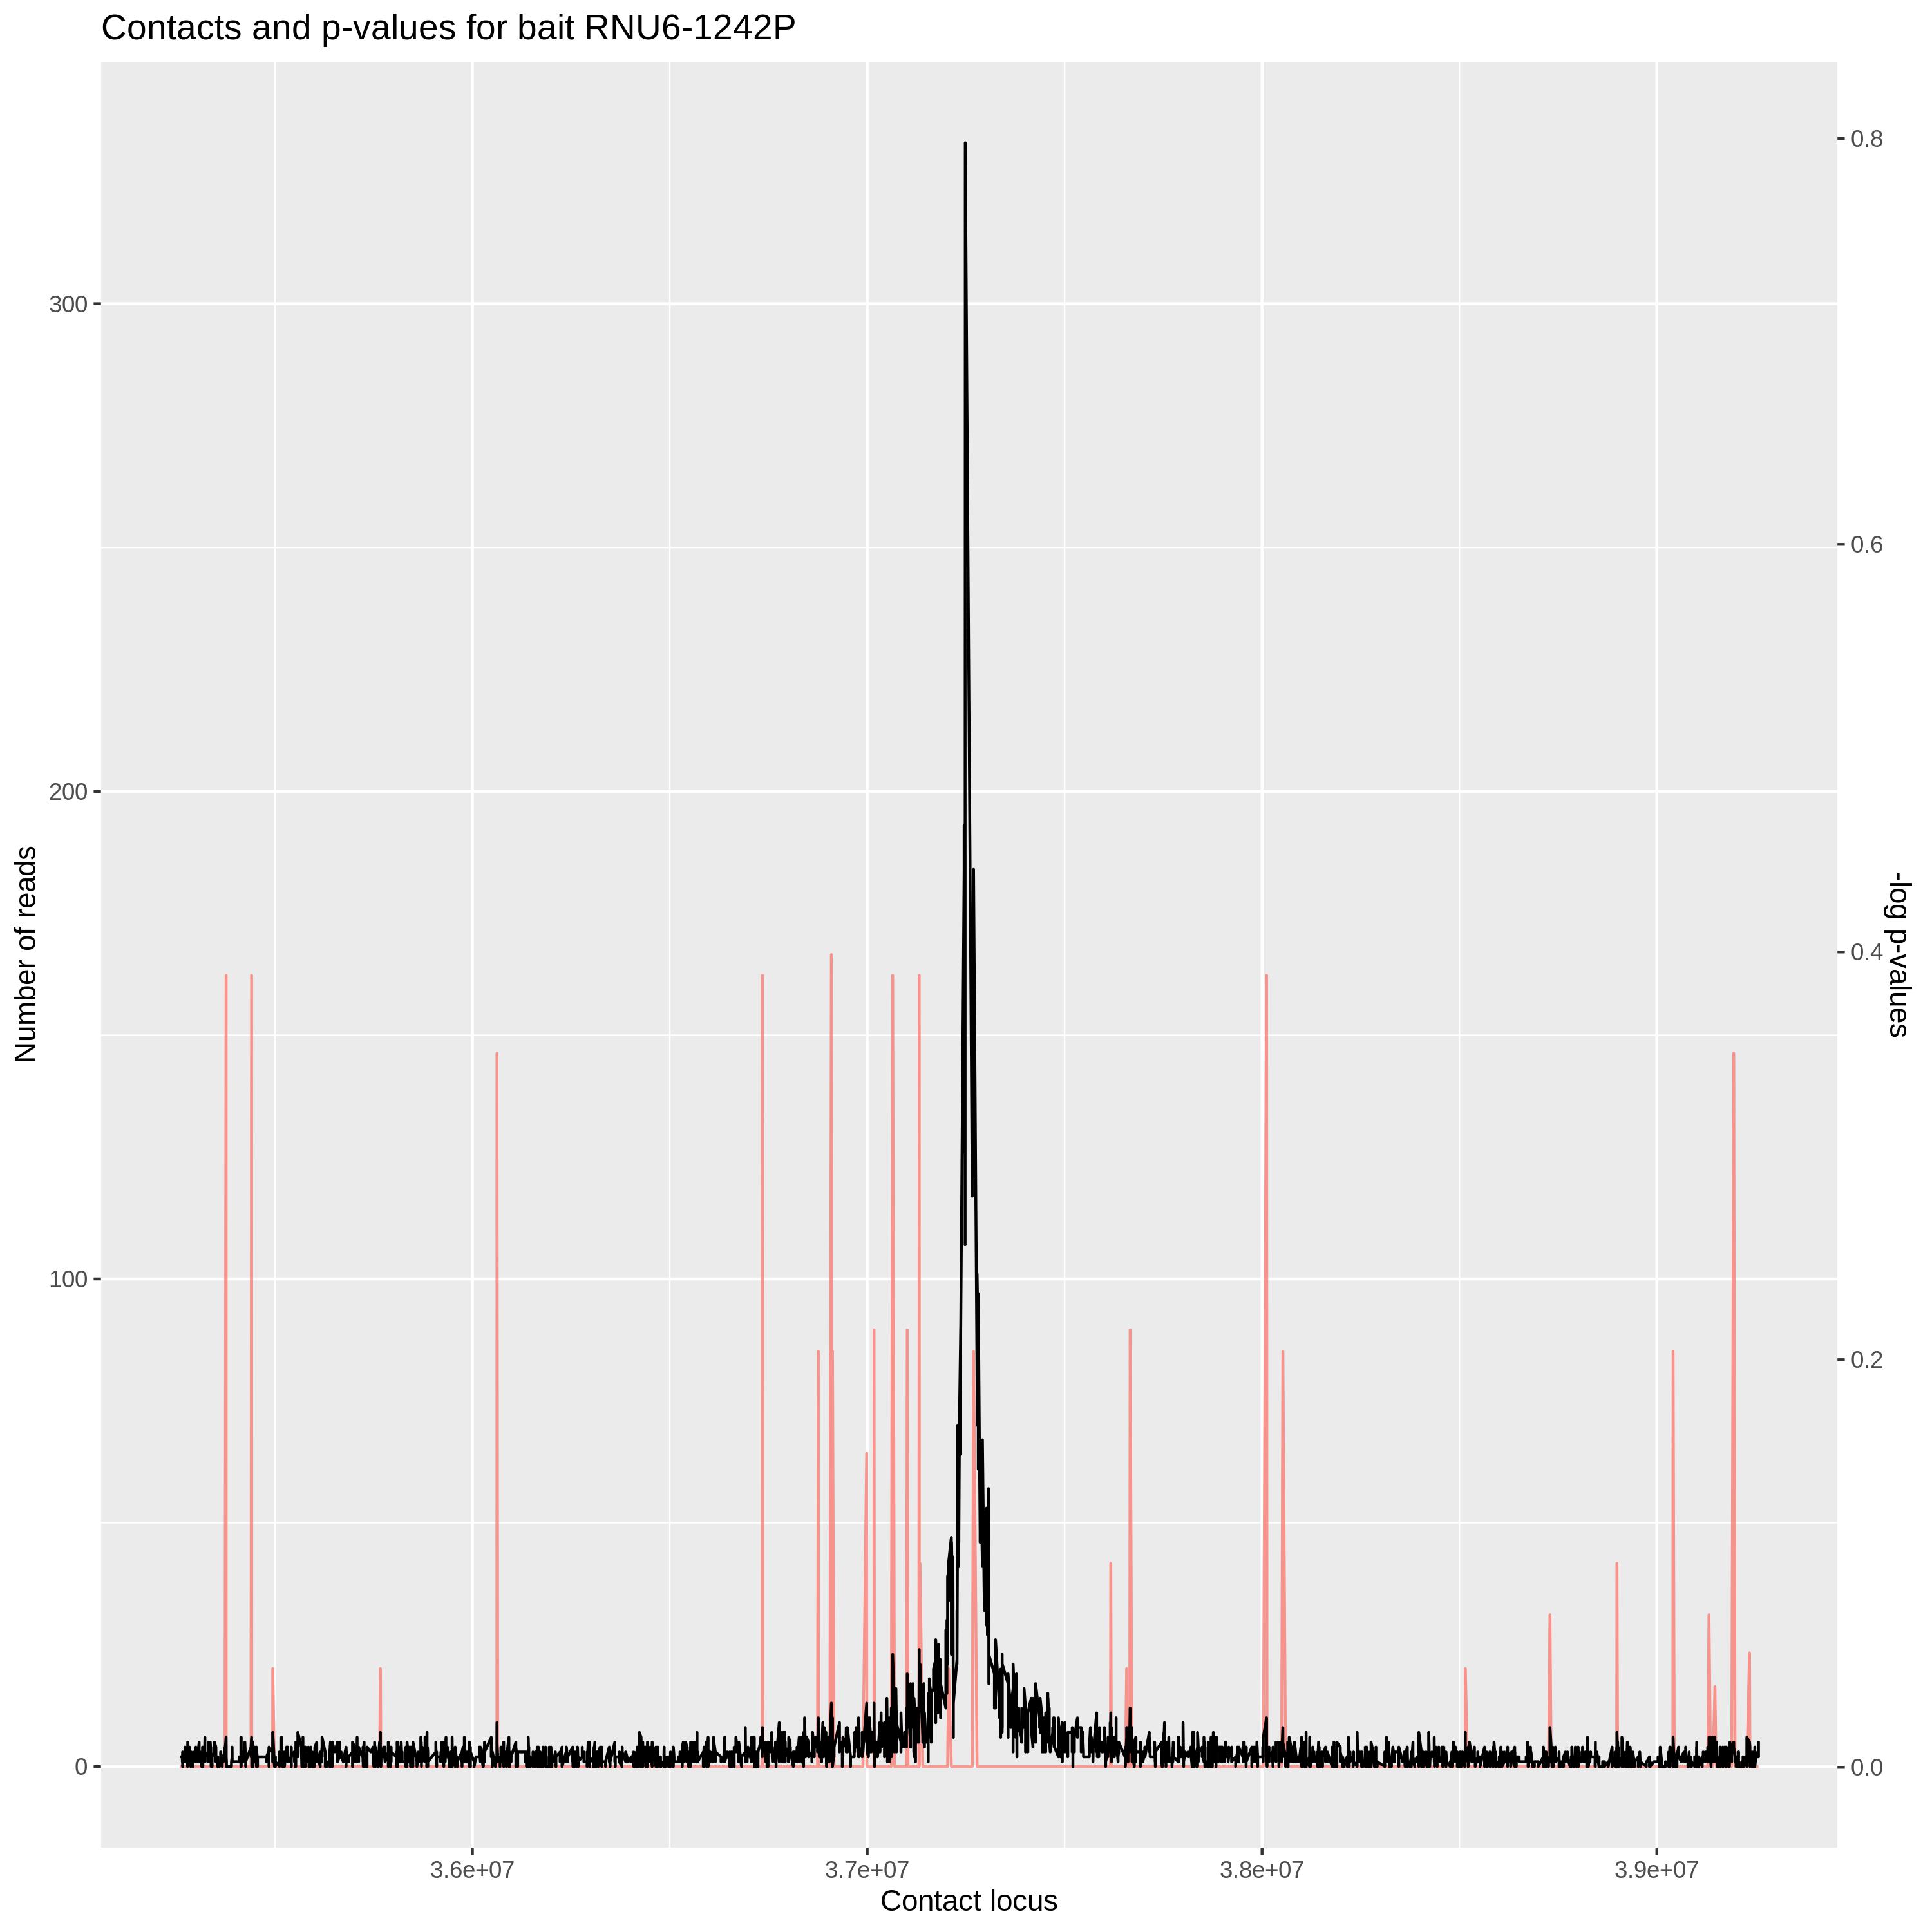 Contacts and p-values for bait RNU6-1242P
Number of reads
300
200
100
0
0.8
0.6
0.4
0.2
0.0
-log p-values
3.6e+07
3.7e+07
3.8e+07
3.9e+07
Contact locus